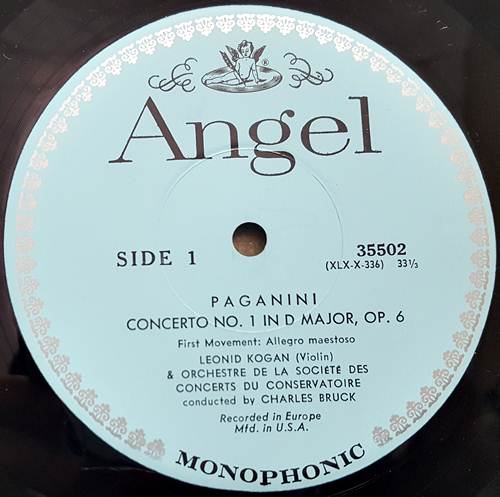 ®
Angel
SIDE 1
35502
(XLX-X-336) 33⅓
PAGANINI
CONCERTO NO. 1 IN D MAJOR, OP. 6
First Movement: Allegro maestoso
LEONID KOGAN (Violin)
& ORCHESTRE DE LA SOCIÉTÉ DES
CONCERTS DU CONSERVATOIRE
conducted by CHARLES BRUCK
Recorded in Europe
Mfd. in U.S.A.
MONOPHONIC